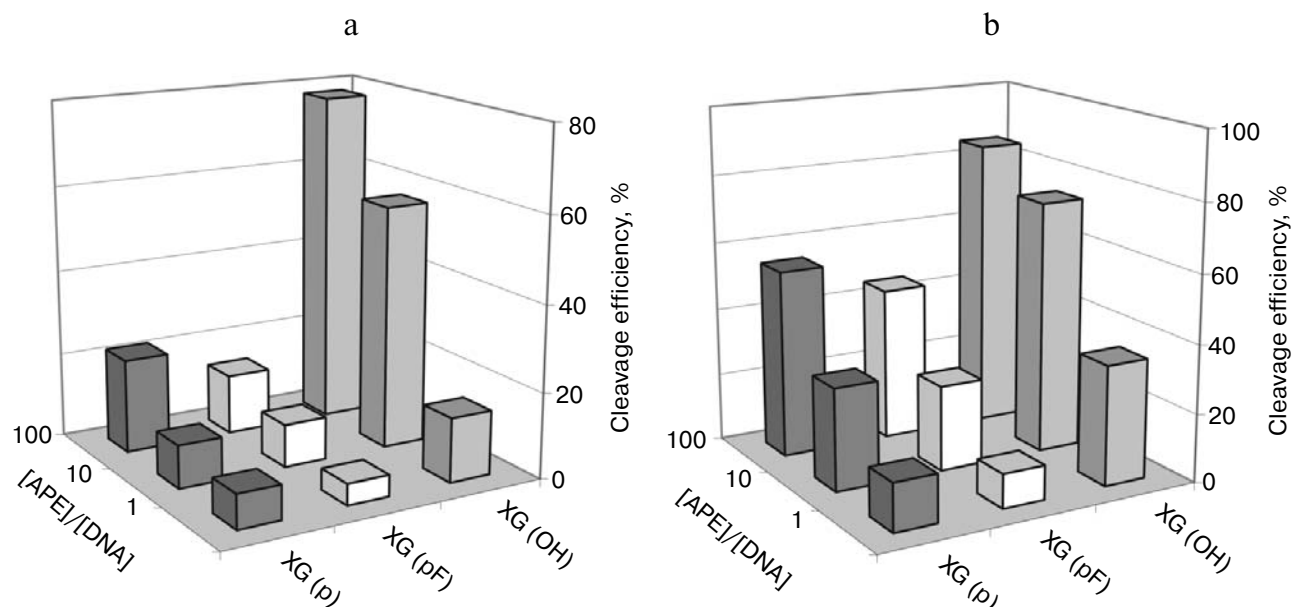 a
80
60
40
20
0
Cleavage efficiency, %
100
10
1
[APE]/[DNA]
XG (p)
XG (pF)
XG (OH)
b
100
80
60
40
20
0
Cleavage efficiency, %
100
10
1
[APE]/[DNA]
XG (p)
XG (pF)
XG (OH)